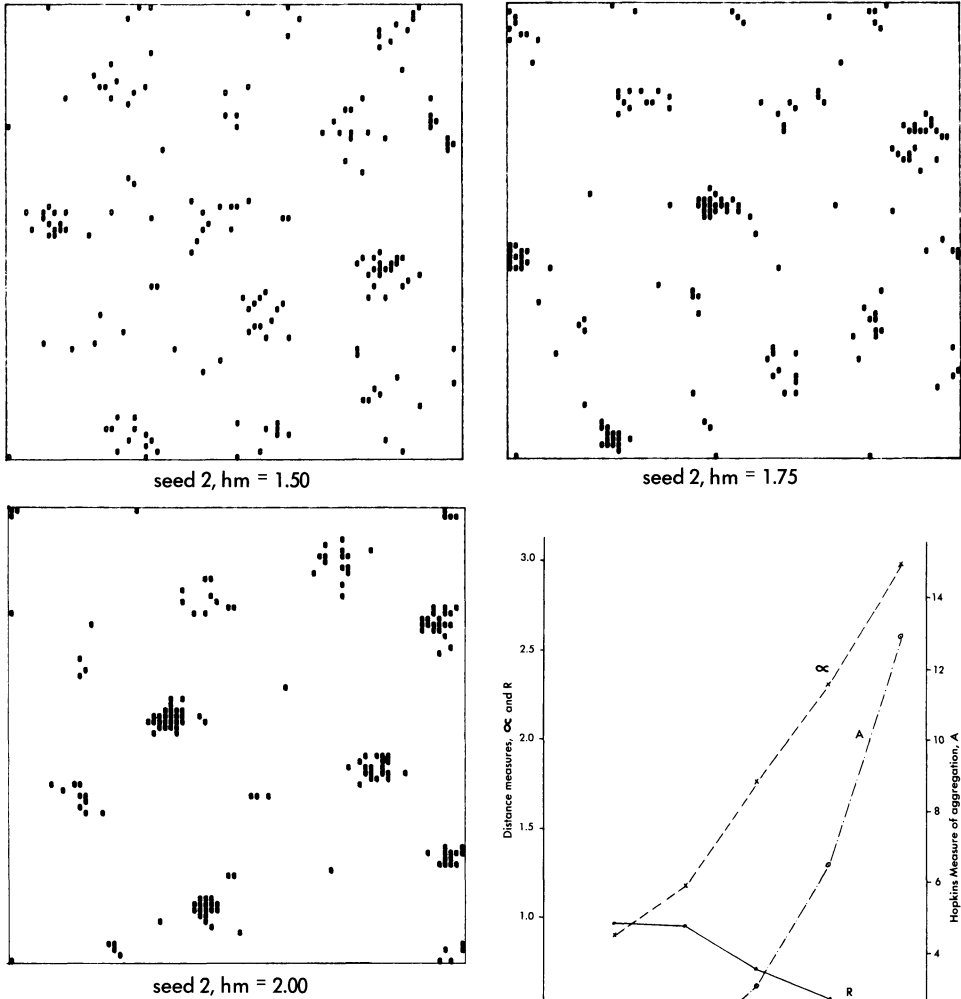 seed 2, hm = 1.50
seed 2, hm = 1.75
seed 2, hm = 2.00
Distance measures, ∝ and R
3.0
2.5
2.0
1.5
1.0
∝
A
R
14
12
10
8
6
4
Hopkins Measure of aggregation, A